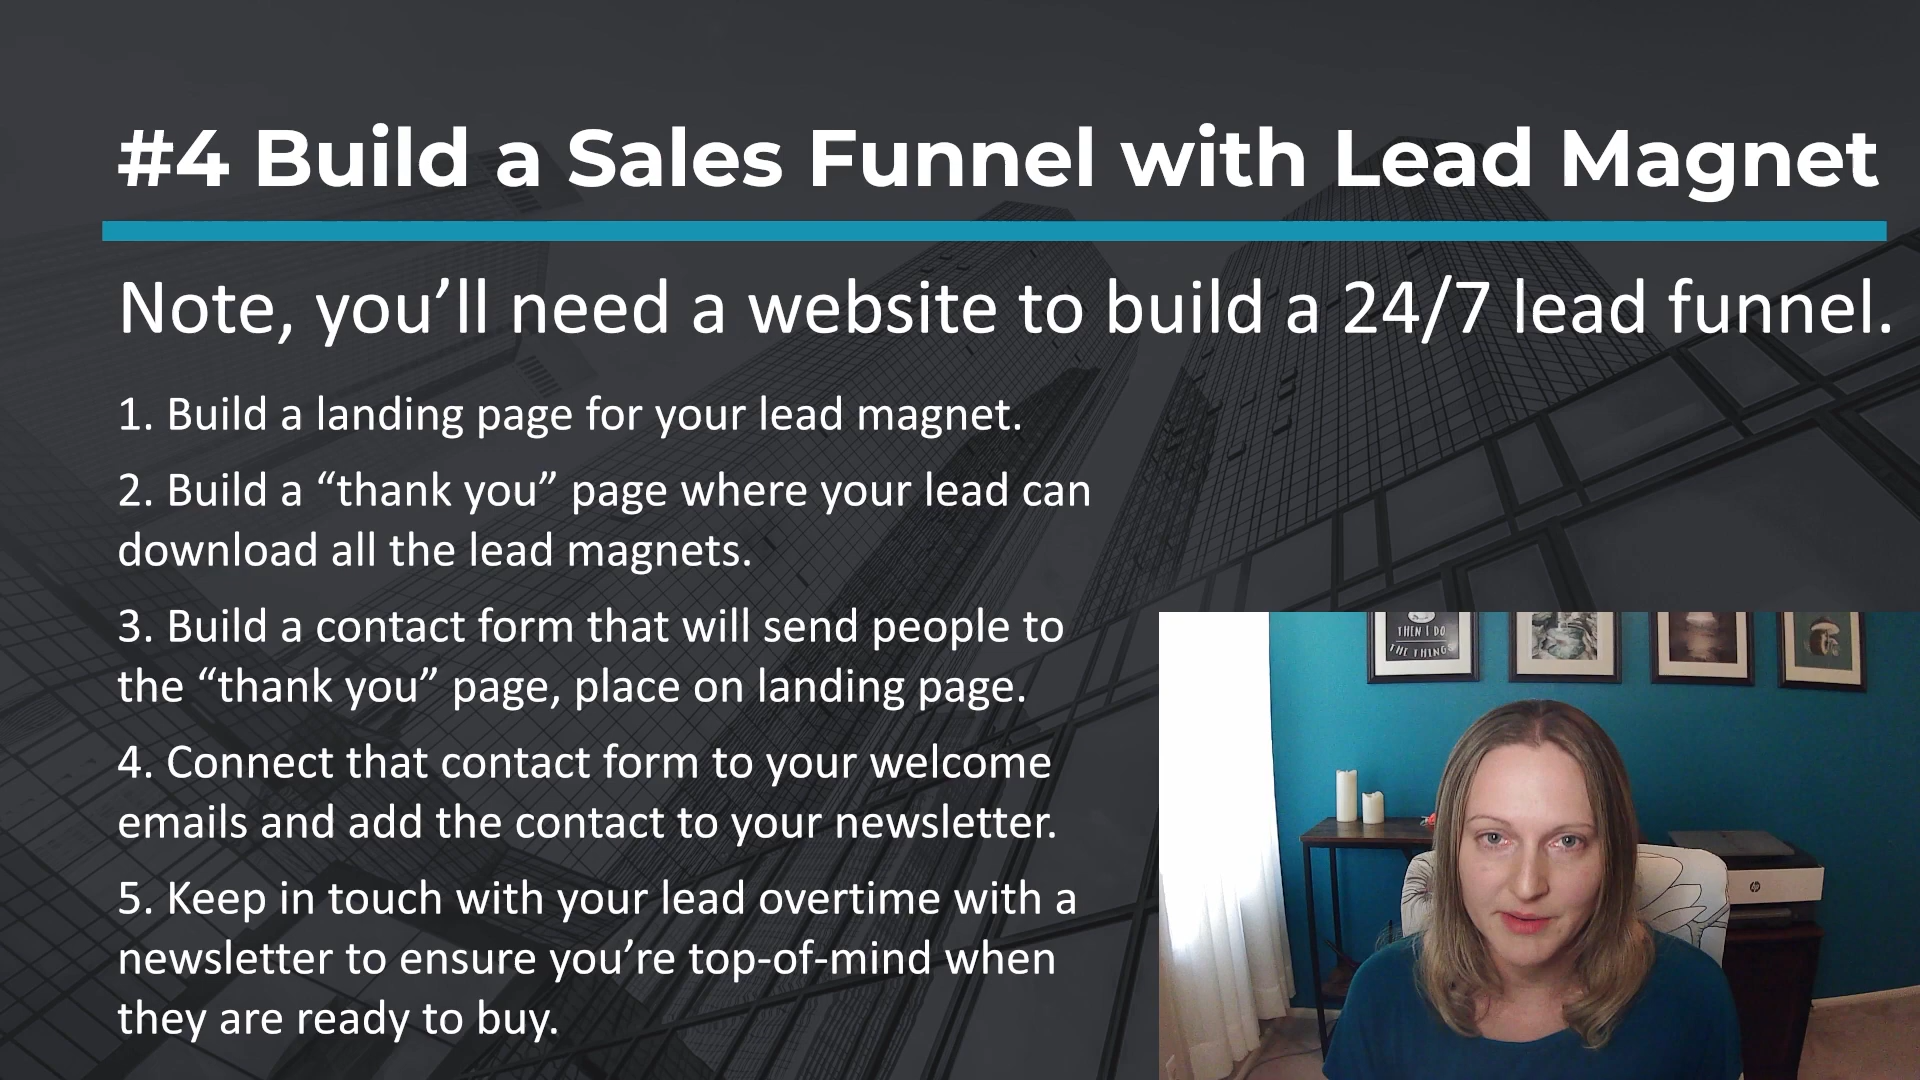 #4 Build a Sales Funnel with Lead Magnet
Note, you’ll need a website to build a 24/7 lead funnel.
1. Build a landing page for your lead magnet.
2. Build a “thank you” page where your lead can
download all the lead magnets.
3. Build a contact form that will send people to
the “thank you” page, place on landing page.
4. Connect that contact form to your welcome
emails and add the contact to your newsletter.
5. Keep in touch with your lead overtime with a
newsletter to ensure you’re top-of-mind when
they are ready to buy.
THEN I DO
THE THINGS
hp